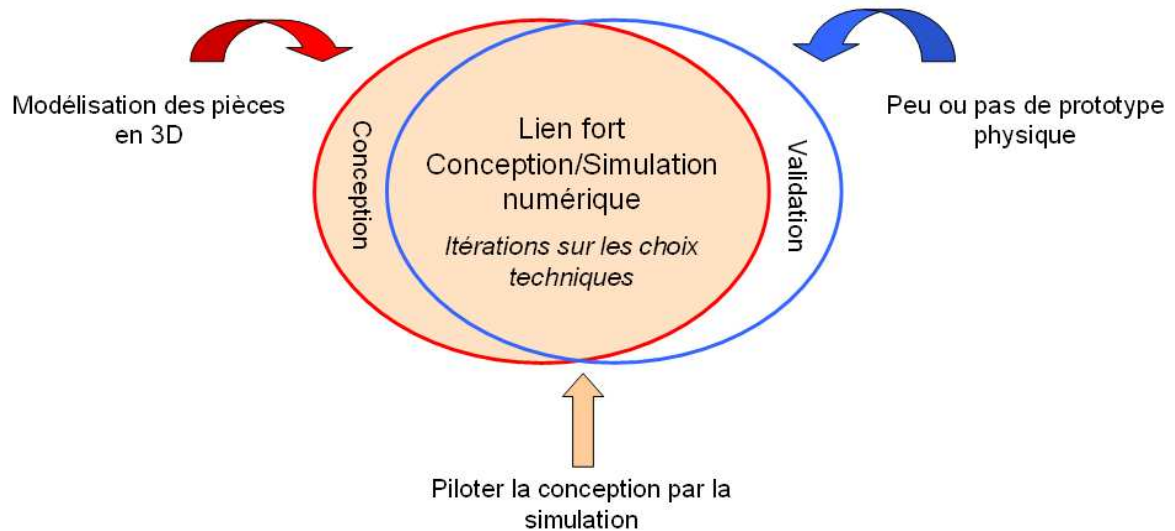 Modélisation des pièces
en 3D
Conception
Lien fort
Conception/Simulation
numérique
Itérations sur les choix
techniques
Validation
Peu ou pas de prototype
physique
Piloter la conception par la
simulation